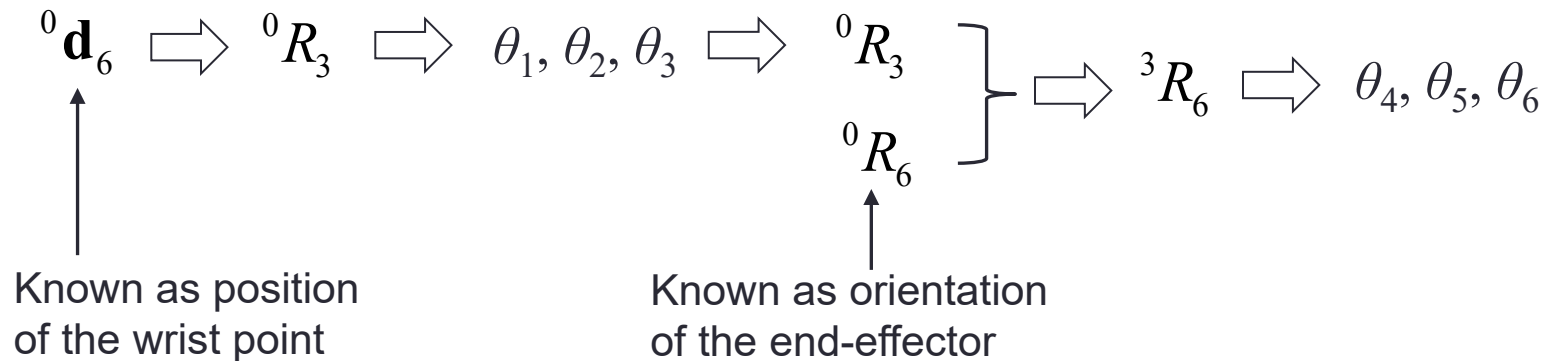 ⁰d₆ ⇨ ⁰R₃ ⇨ θ₁, θ₂, θ₃ ⇨ ⁰R₃
⁰R₆
} ⇨ ³R₆ ⇨ θ₄, θ₅, θ₆
Known as position
of the wrist point
Known as orientation
of the end-effector